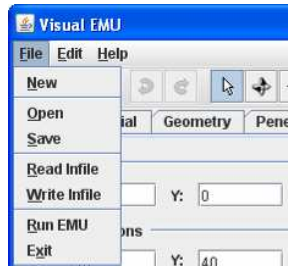 Visual EMU
File Edit Help
New
Open
Save
ial Geometry Pene
Read Infile
Write Infile
Y: 0
Run EMU
ons
Exit
Y: 40